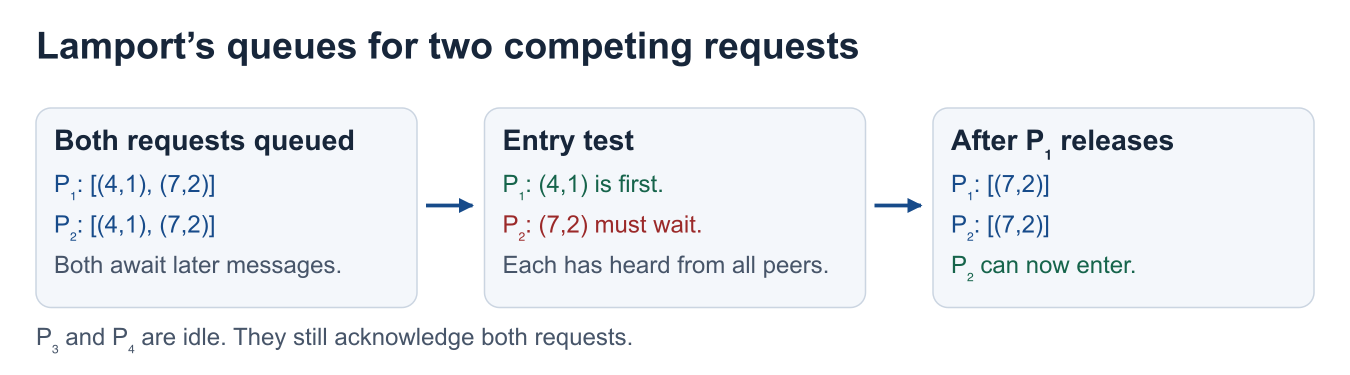 Lamport’s queues for two competing requests
Both requests queued
P₁: [(4,1), (7,2)]
P₂: [(4,1), (7,2)]
Both await later messages.
Entry test
P₁: (4,1) is first.
P₂: (7,2) must wait.
Each has heard from all peers.
After P₁ releases
P₁: [(7,2)]
P₂: [(7,2)]
P₂ can now enter.
P₃ and P₄ are idle. They still acknowledge both requests.